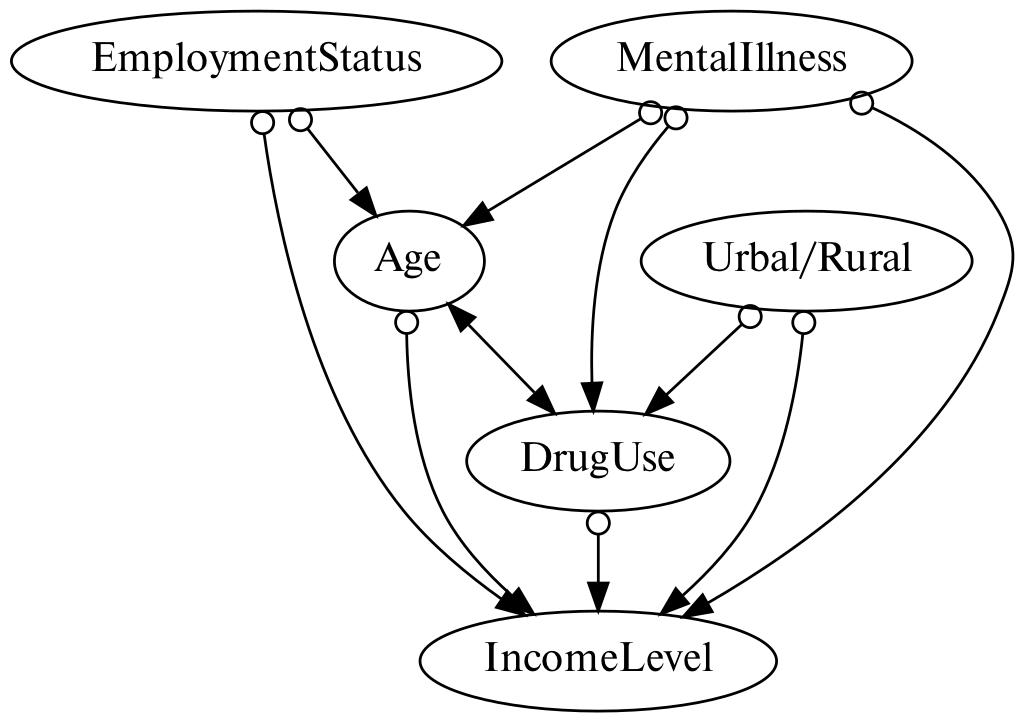 EmploymentStatus
MentalIllness
Age
Urbal/Rural
DrugUse
IncomeLevel